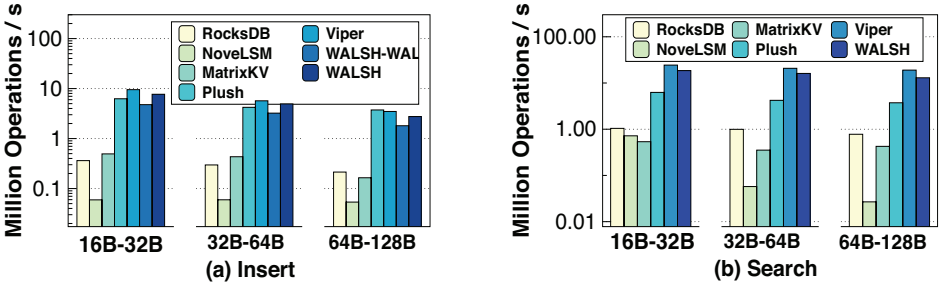 Million Operations / s
100
10
1
0.1
RocksDB
NoveLSM
MatrixKV
Plush
Viper
WALSH-WAL
WALSH
16B-32B
32B-64B
64B-128B
(a) Insert
Million Operations / s
100.00
1.00
0.01
RocksDB
NoveLSM
MatrixKV
Plush
Viper
WALSH
16B-32B
32B-64B
64B-128B
(b) Search